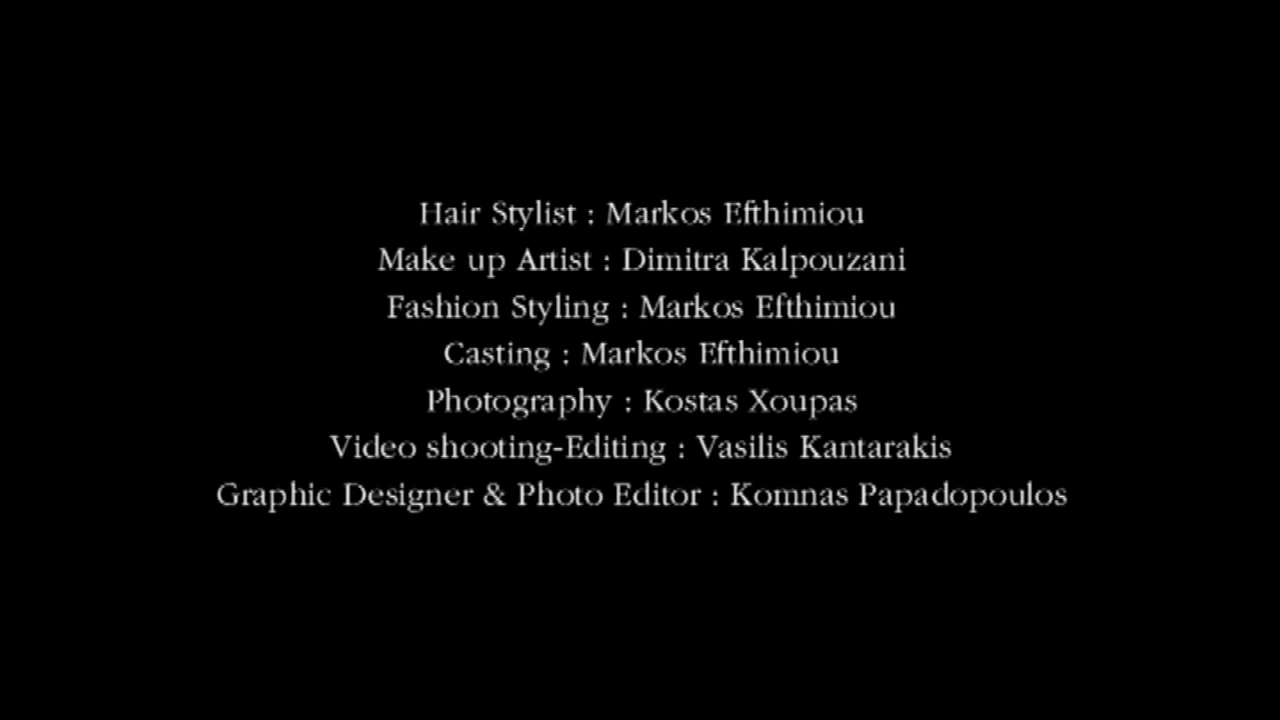 Hair Stylist : Markos Efthimiou
Make up Artist : Dimitra Kalpouzani
Fashion Styling : Markos Efthimiou
Casting : Markos Efthimiou
Photography : Kostas Xoupas
Video shooting-Editing : Vasilis Kantarakis
Graphic Designer & Photo Editor : Komnas Papadopoulos